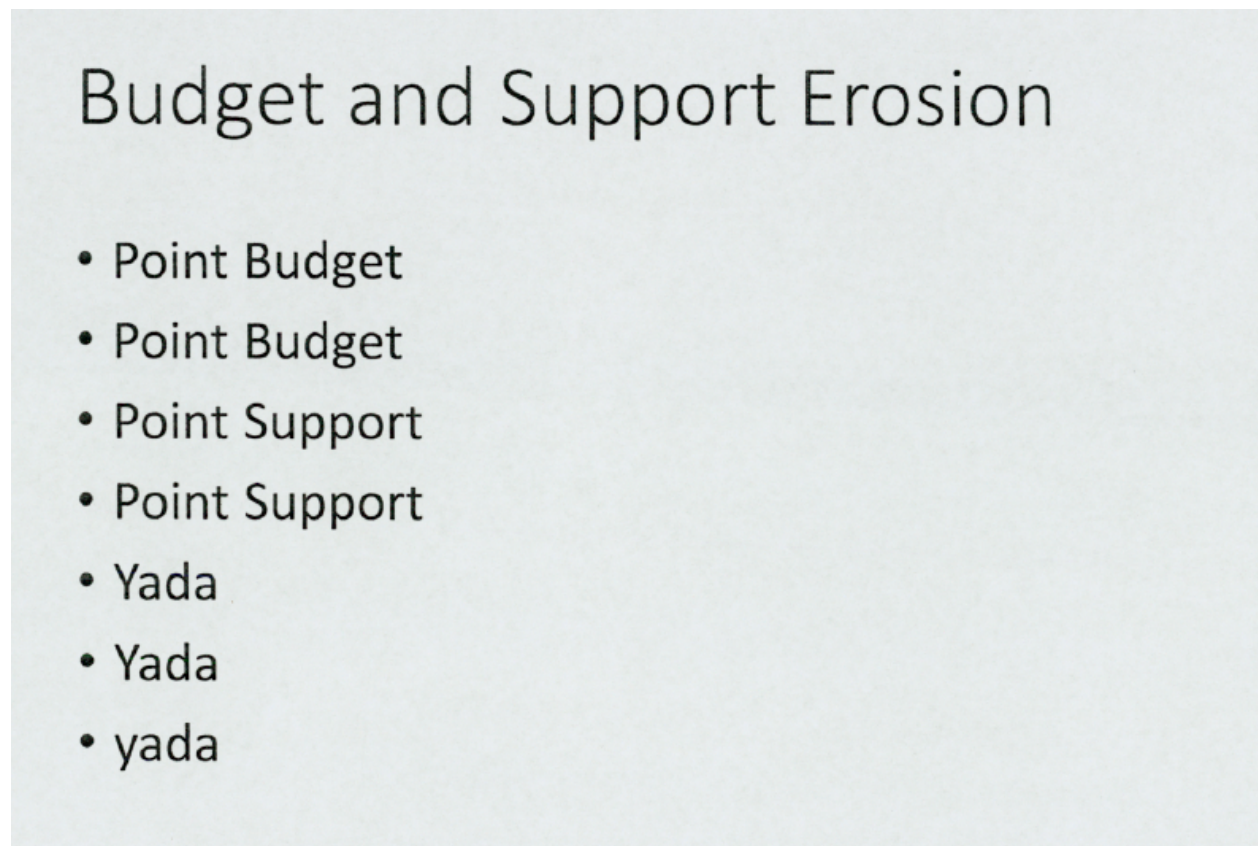 Budget and Support Erosion
• Point Budget
• Point Budget
• Point Support
• Point Support
• Yada
• Yada
• yada